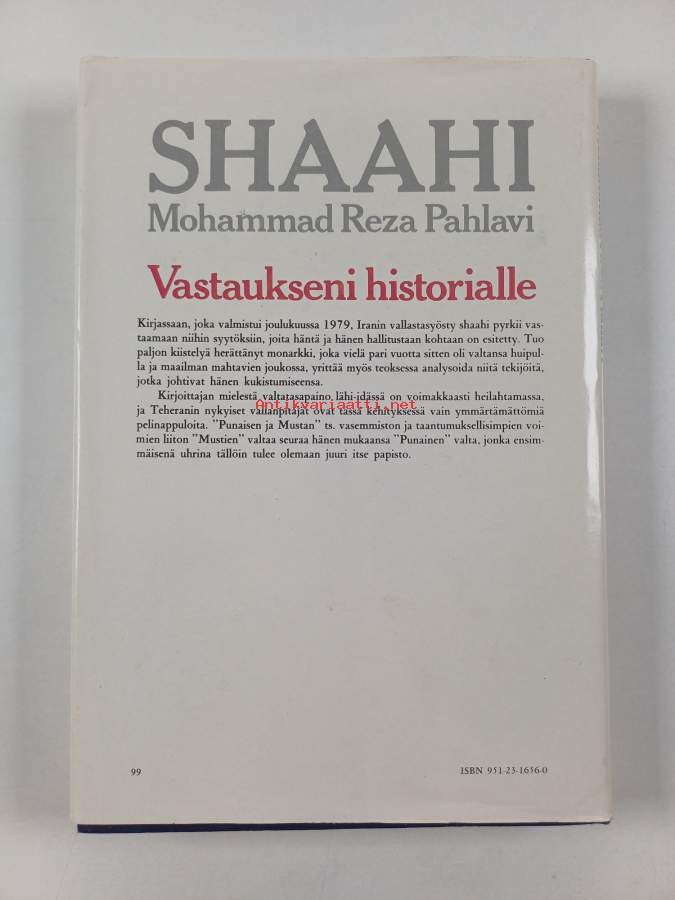 SHAAHI
Mohammad Reza Pahlavi
Vastaukseni historialle
Kirjassaan, joka valmistui joulukuussa 1979, Iranin vallastasyösty shaahi pyrkii vas-
taamaan niihin syytöksiin, joita häntä ja hänen hallitustaan kohtaan on esitetty. Tuo
paljon kiistelyä herättänyt monarkki, joka vielä pari vuotta sitten oli valtansa huipul-
la ja maailman mahtavien joukossa, yrittää myös teoksessa analysoida niitä tekijöitä,
jotka johtivat hänen kukistumiseensa.
Kirjoittajan mielestä valtatasapaino lähi-idässä on voimakkaasti heilahtamassa,
Antikvariaatti.net
ja Teheranin nykyiset vallanpitäjät ovat tässä kehityksessä vain ymmärtämättömiä
pelinappuloita. "Punaisen ja Mustan" ts. vasemmiston ja taantumuksellisimpien voi-
mien liiton "Mustien" valtaa seuraa hänen mukaansa "Punainen" valta, jonka ensim-
mäisenä uhrina tällöin tulee olemaan juuri itse papisto.
99
ISBN 951-23-1656-0